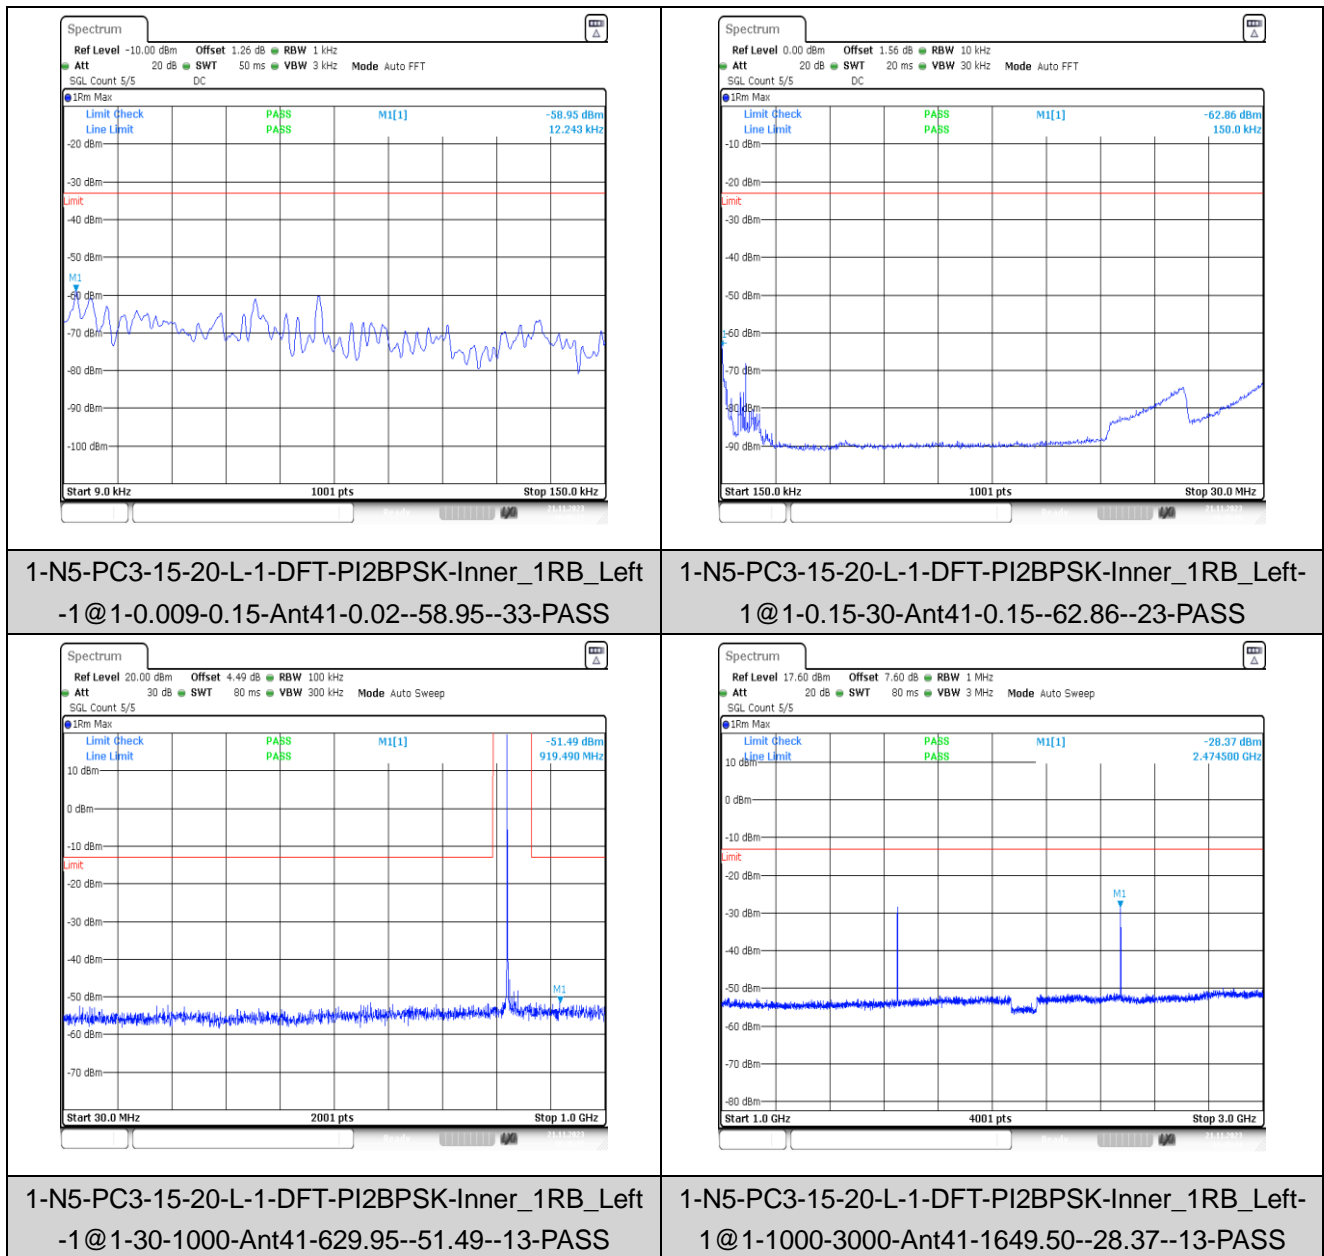 Spectrum
Ref Level -10.00 dBm Offset 1.26 dB RBW 1 kHz
Att 20 dB SWT 50 ms VBW 3 kHz Mode Auto FFT
SGL Count 5/5 DC
1Rm Max
Limit Check PASS M1[1] -58.95 dBm
Line Limit PASS 12.243 kHz
-20 dBm
-30 dBm
Limit
-40 dBm
-50 dBm
M1
-60 dBm
-70 dBm
-80 dBm
-90 dBm
-100 dBm
Start 9.0 kHz 1001 pts Stop 150.0 kHz
Ready
21.11.2023
1-N5-PC3-15-20-L-1-DFT-PI2BPSK-Inner_1RB_Left
-1@1-0.009-0.15-Ant41-0.02--58.95--33-PASS
Spectrum
Ref Level 0.00 dBm Offset 1.56 dB RBW 10 kHz
Att 20 dB SWT 20 ms VBW 30 kHz Mode Auto FFT
SGL Count 5/5 DC
1Rm Max
Limit Check PASS M1[1] -62.86 dBm
Line Limit PASS 150.0 kHz
-10 dBm
-20 dBm
Limit
-30 dBm
-40 dBm
-50 dBm
-60 dBm
-70 dBm
-80 dBm
-90 dBm
Start 150.0 kHz 1001 pts Stop 30.0 MHz
Ready
21.11.2023
1-N5-PC3-15-20-L-1-DFT-PI2BPSK-Inner_1RB_Left-
1@1-0.15-30-Ant41-0.15--62.86--23-PASS
Spectrum
Ref Level 20.00 dBm Offset 4.49 dB RBW 100 kHz
Att 30 dB SWT 80 ms VBW 300 kHz Mode Auto Sweep
SGL Count 5/5
1Rm Max
Limit Check PASS M1[1] -51.49 dBm
Line Limit PASS 919.490 MHz
10 dBm
0 dBm
-10 dBm
Limit
-20 dBm
-30 dBm
-40 dBm
-50 dBm
M1
-60 dBm
-70 dBm
Start 30.0 MHz 2001 pts Stop 1.0 GHz
Ready
21.11.2023
1-N5-PC3-15-20-L-1-DFT-PI2BPSK-Inner_1RB_Left
-1@1-30-1000-Ant41-629.95--51.49--13-PASS
Spectrum
Ref Level 17.60 dBm Offset 7.60 dB RBW 1 MHz
Att 20 dB SWT 80 ms VBW 3 MHz Mode Auto Sweep
SGL Count 5/5
1Rm Max
Limit Check PASS M1[1] -28.37 dBm
Line Limit PASS 2.474500 GHz
10 dBm
0 dBm
-10 dBm
Limit
-20 dBm
M1
-30 dBm
-40 dBm
-50 dBm
-60 dBm
-70 dBm
-80 dBm
Start 1.0 GHz 4001 pts Stop 3.0 GHz
Ready
21.11.2023
1-N5-PC3-15-20-L-1-DFT-PI2BPSK-Inner_1RB_Left-
1@1-1000-3000-Ant41-1649.50--28.37--13-PASS